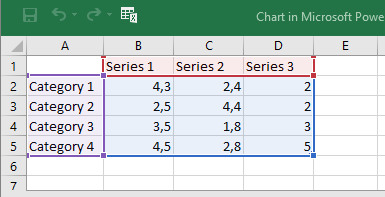 Chart in Microsoft Powe
A B C D E
1 Series 1 Series 2 Series 3
2 Category 1 4,3 2,4 2
3 Category 2 2,5 4,4 2
4 Category 3 3,5 1,8 3
5 Category 4 4,5 2,8 5
6
7